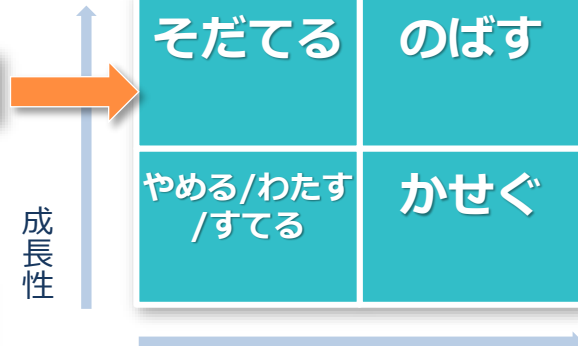 そだてる
のばす
やめる/わたす
/すてる
かせぐ
成長性